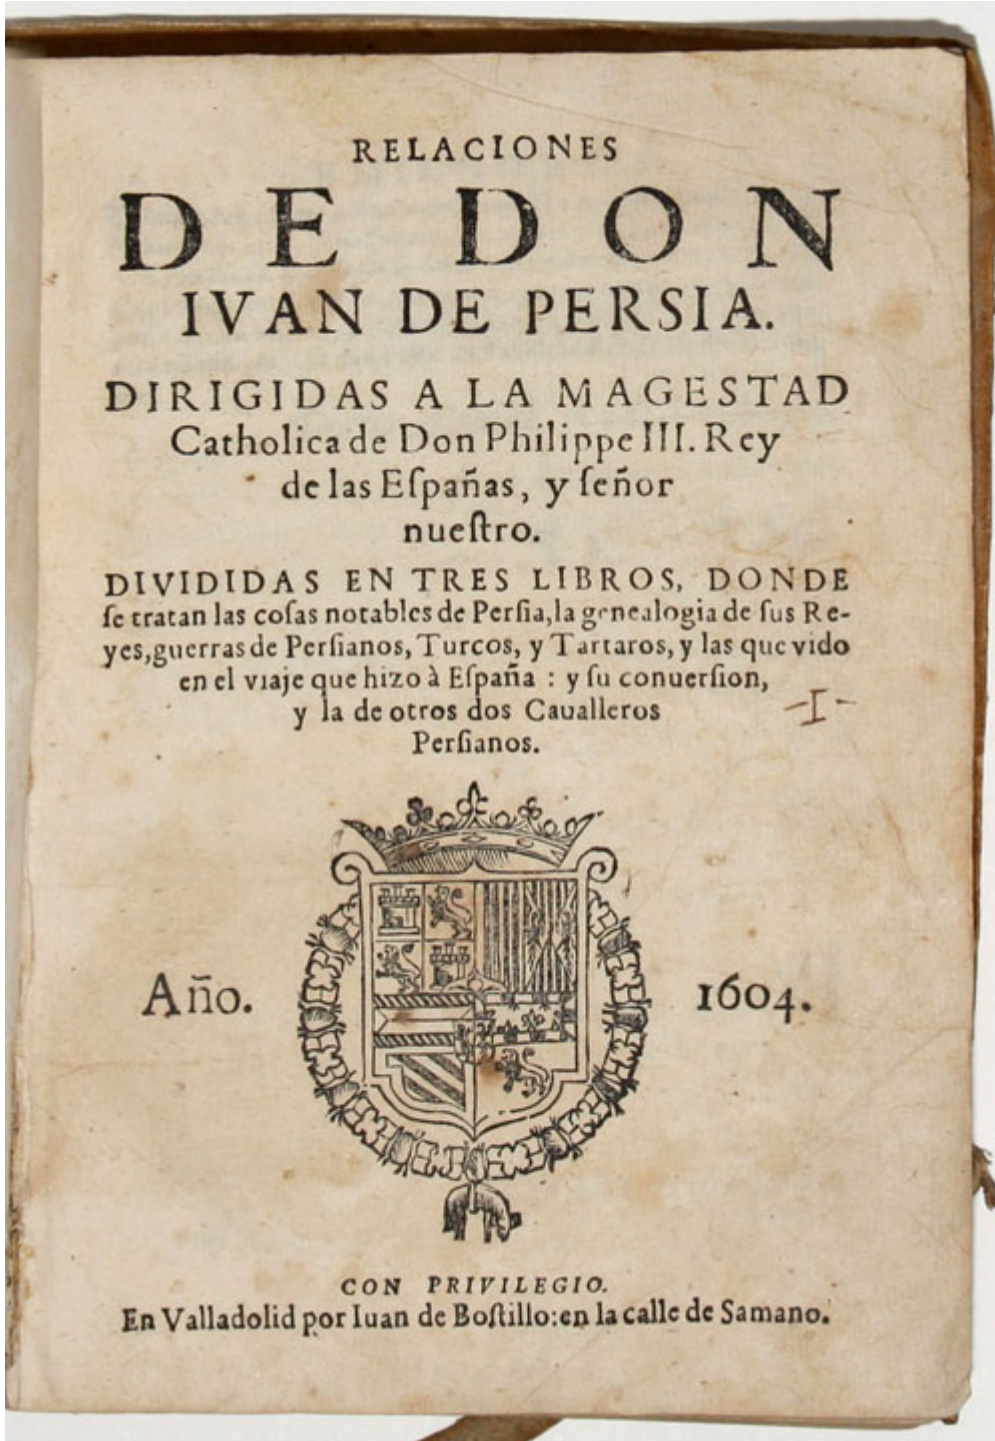 RELACIONES
DE DON
IVAN DE PERSIA.
DIRIGIDAS A LA MAGESTAD
Catholica de Don Philippe III. Rey
de las Eſpañas, y ſeñor
nueſtro.
DIVIDIDAS EN TRES LIBROS, DONDE
ſe tratan las coſas notables de Perſia, la genealogia de ſus Re-
yes, guerras de Perſianos, Turcos, y Tartaros, y las que vido
en el viaje que hizo à Eſpaña : y ſu conuerſion,
y la de otros dos Caualleros
Perſianos.
-I-
Año. 1604.
CON PRIVILEGIO.
En Valladolid por Iuan de Boſtillo: en la calle de Samano.